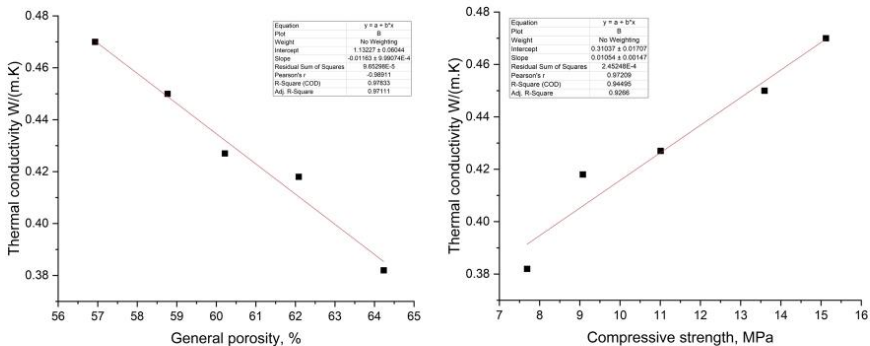 Equation y = a + b*x
Plot B
Weight No Weighting
Intercept 1.13227 ± 0.06044
Slope -0.01163 ± 9.99074E-4
Residual Sum of Squares 9.65298E-5
Pearson's r -0.98911
R-Square (COD) 0.97833
Adj. R-Square 0.97111
0.48
0.46
0.44
0.42
0.40
0.38
Thermal conductivity W/(m.K)
56 57 58 59 60 61 62 63 64 65
General porosity, %
Equation y = a + b*x
Plot B
Weight No Weighting
Intercept 0.31037 ± 0.01707
Slope 0.01054 ± 0.00147
Residual Sum of Squares 2.45248E-4
Pearson's r 0.97209
R-Square (COD) 0.94495
Adj. R-Square 0.9266
0.48
0.46
0.44
0.42
0.40
0.38
Thermal conductivity W/(m.K)
7 8 9 10 11 12 13 14 15 16
Compressive strength, MPa